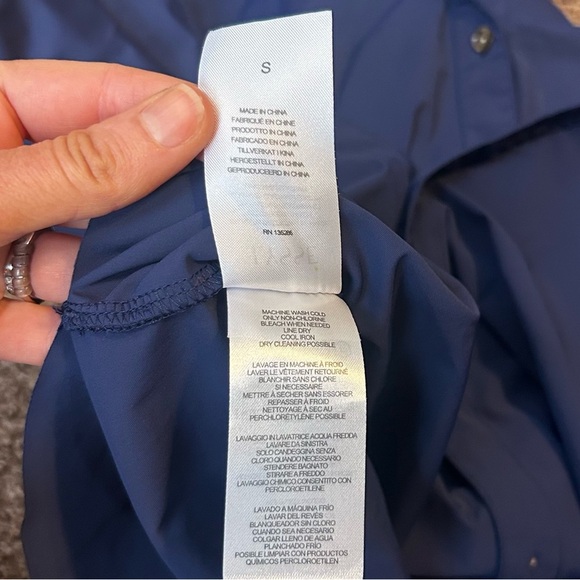 S
MADE IN CHINA
FABRIQUÉ EN CHINE
PRODOTTO IN CHINA
FABRICADO EN CHINA
TILLVERKAT I KINA
HERGESTELLT IN CHINA
GEPRODUCEERD IN CHINA
RN
MACHINE WASH COLD
ONLY NON-CHLORINE
BLEACH WHEN NEEDED
LINE DRY
COOL IRON
DRY CLEANING POSSIBLE
LAVAGE EN MACHINE À FROID
LAVER LE VÊTEMENT RETOURNÉ
BLANCHIR SANS CHLORE
SI NECESSAIRE
METTRE À SECHER SANS ESSORER
REPASSER A FROID
NETTOYAGE À SEC AU
PERCHLORÉTYLÈNE POSSIBLE
LAVAGGIO IN LAVATRICE ACQUA FREDDA
LAVARE DA SINISTRA
SOLO CANDEGGINA SENZA
CLORO QUANDO NECESSARIO
STENDERE BAGNATO
STIRARE A FREDDO
LAVAGGIO CHIMICO CONSENTITO CON
PERCLOROETILENE
LAVADO A MÁQUINA FRÍO
LAVAR DEL REVÉS
BLANQUEADOR SIN CLORO
CUANDO SEA NECESARIO
COLGAR LLENO DE AGUA
PLANCHAR FRÍO
POSIBLE LIMPIAR CON PRODUCTOS
QUÍMICOS PERCLOROETILENO